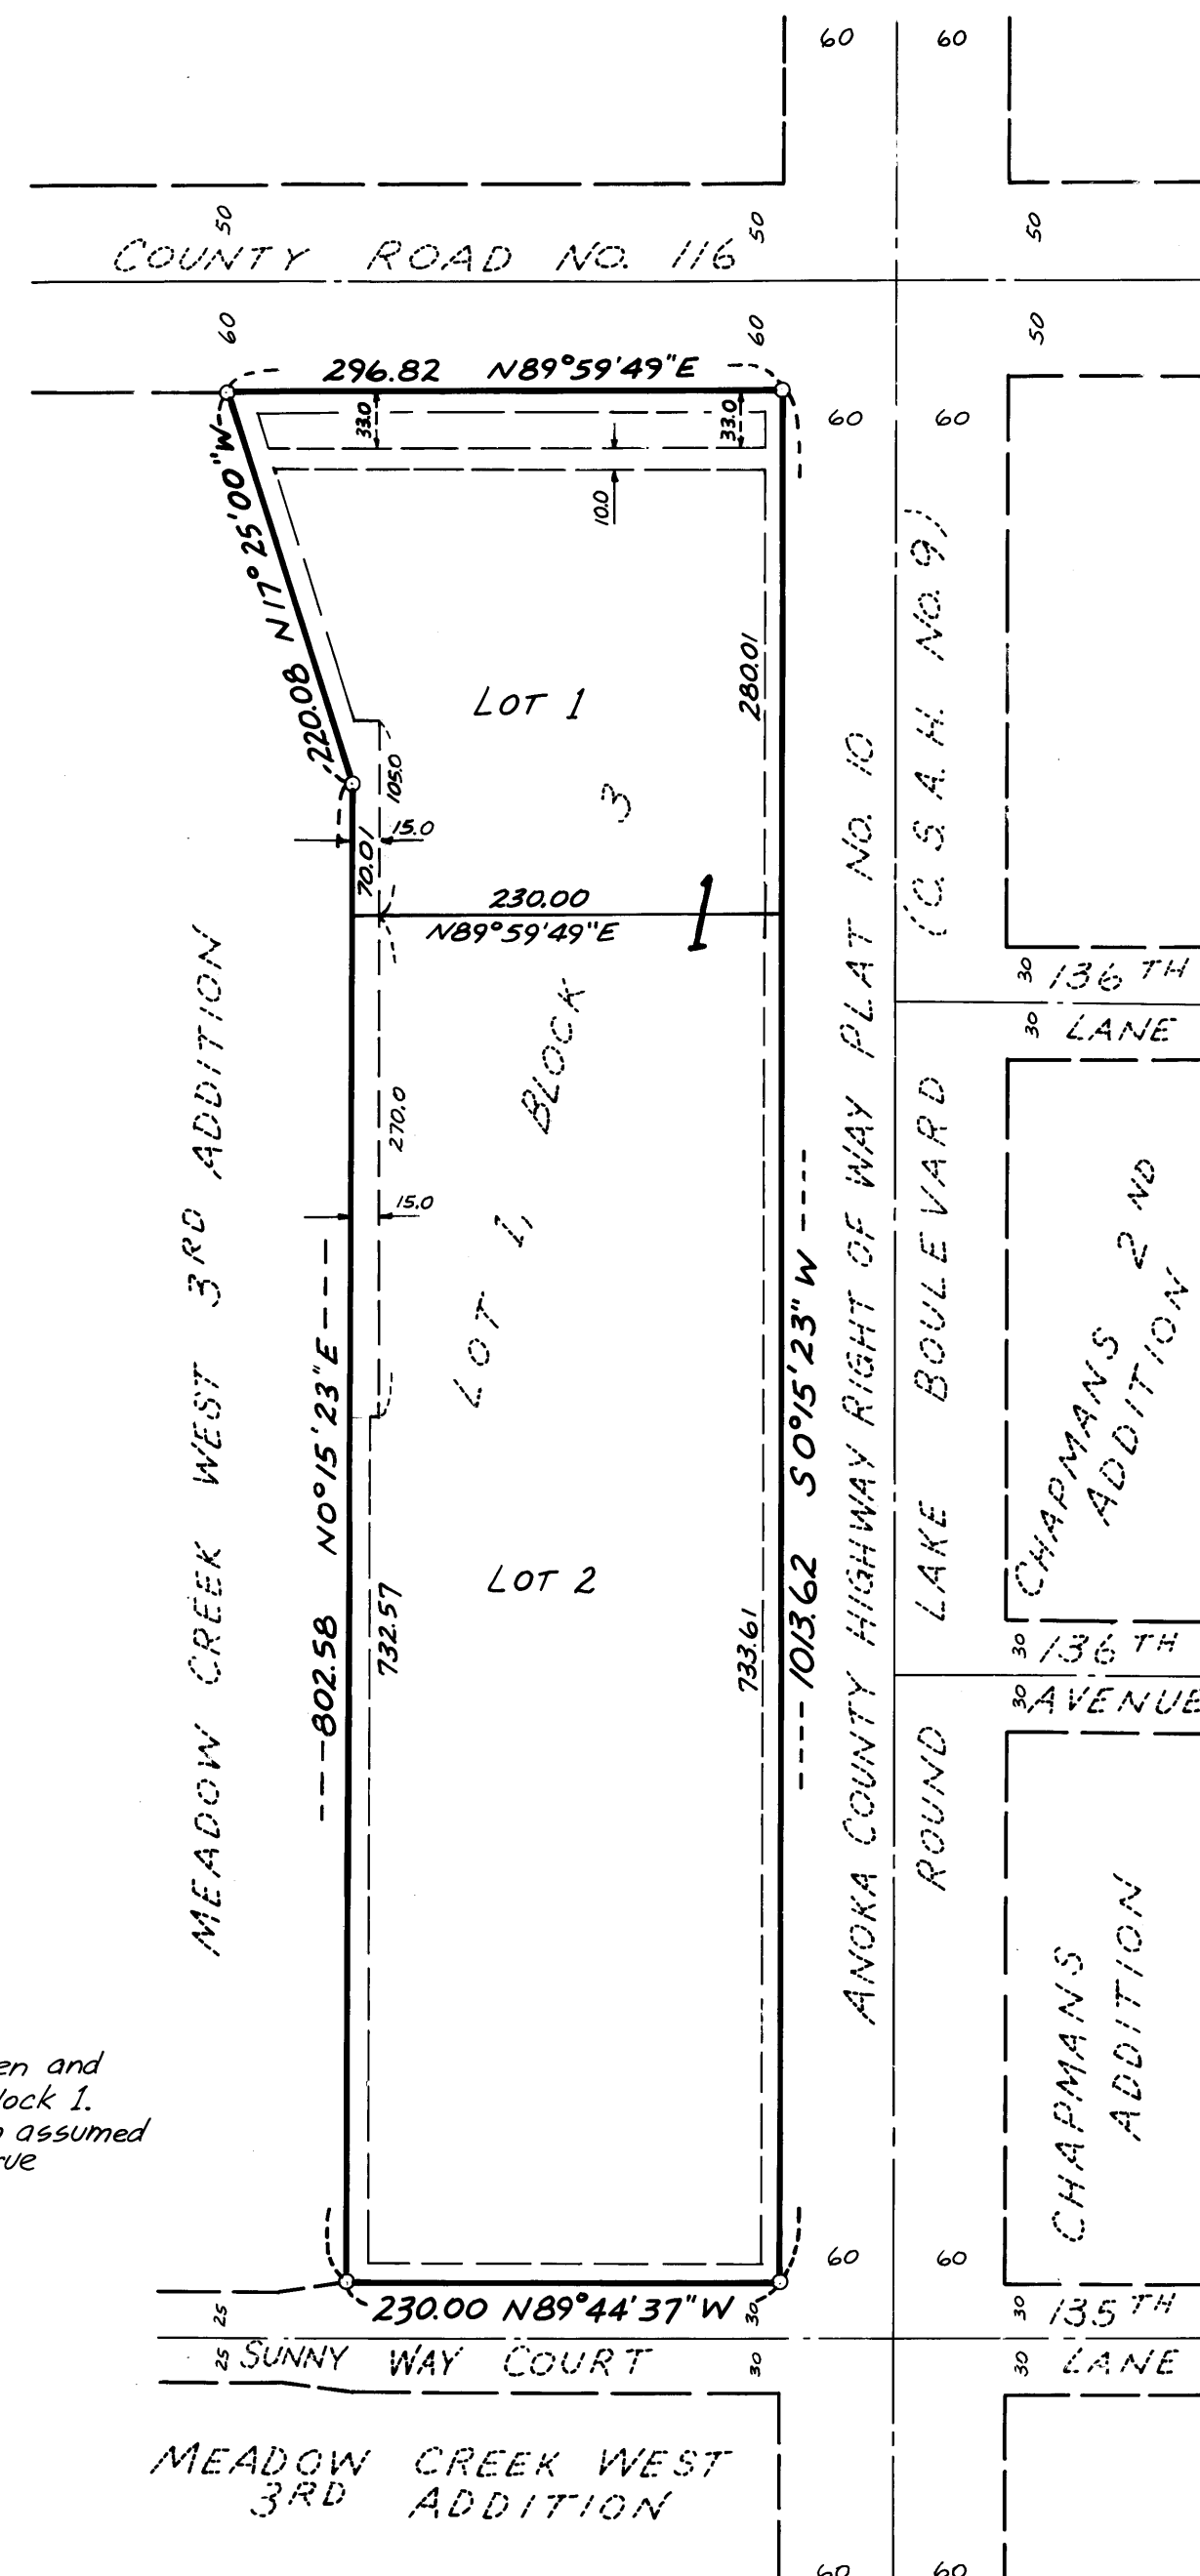 60 60
50 50 50
COUNTY ROAD NO. 116
60 60 50
296.82 N89°59'49"E
33.0 33.0
60 60
10.0
N17°25'00"W
220.08
280.01
LOT 1
105.0
15.0
70.01
3
230.00
N89°59'49"E
1
LOT 1, BLOCK
270.0
15.0
N0°15'23"E
802.58
732.57
LOT 2
733.61
1013.62 S0°15'23"W
MEADOW CREEK WEST 3RD ADDITION
ANOKA COUNTY HIGHWAY RIGHT OF WAY PLAT NO. 10
ROUND LAKE BOULEVARD (C.S.A.H. NO. 9)
30 136TH
30 LANE
CHAPMANS 2ND
ADDITION
30 136TH
30 AVENUE
CHAPMANS
ADDITION
en and
lock 1.
assumed
rue
60 60
230.00 N89°44'37"W
25 30 30 135TH
25 SUNNY WAY COURT 30 30 LANE
MEADOW CREEK WEST
3RD ADDITION
60 60